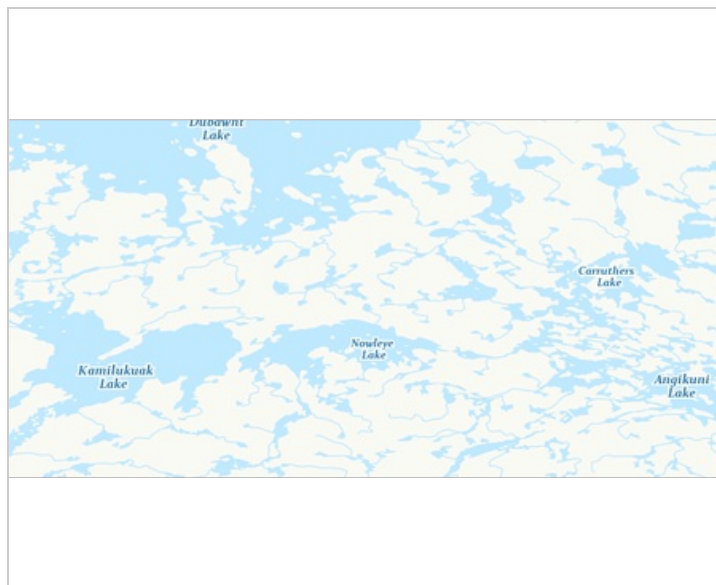 Dubawnt
Lake
Carruthers
Lake
Nowleye
Lake
Kamilukuak
Lake
Angikuni
Lake